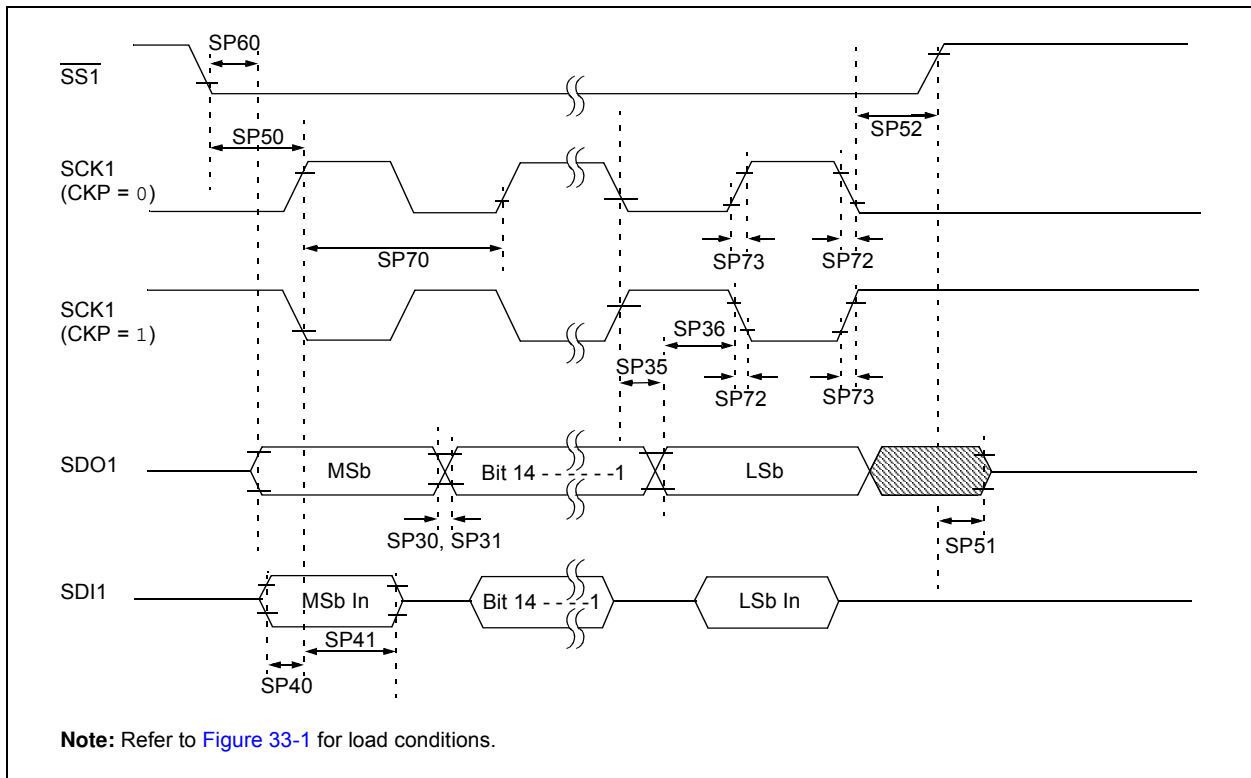 SP60
SS1
SP50
SP52
SCK1
(CKP = 0)
SP70
SP73
SP72
SCK1
(CKP = 1)
SP36
SP35
SP72
SP73
SDO1
MSb
Bit 14 - - - - - -1
LSb
SP30, SP31
SP51
SDI1
MSb In
Bit 14 - - - -1
LSb In
SP41
SP40
Note: Refer to Figure 33-1 for load conditions.